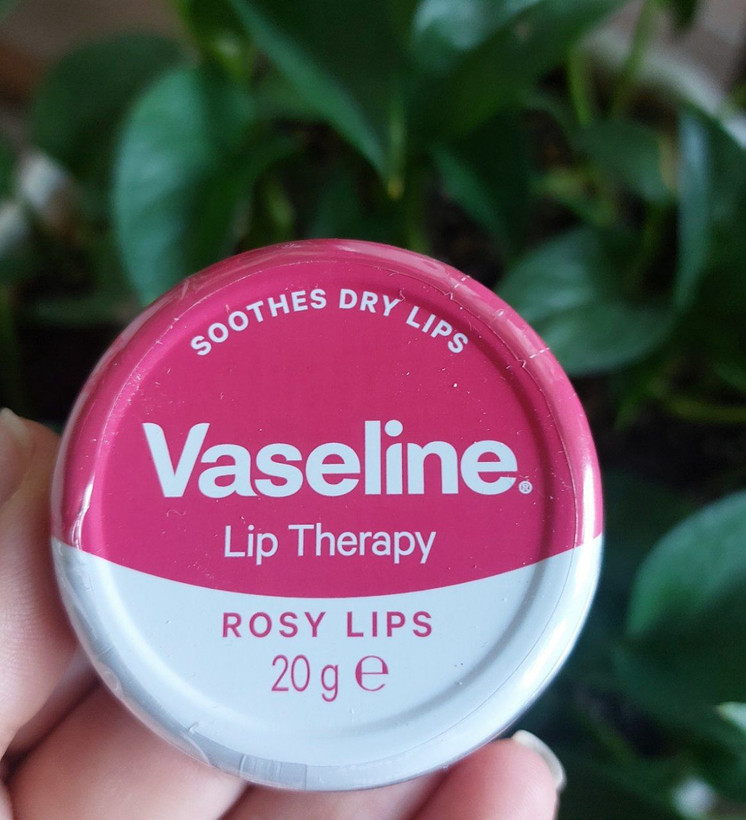 SOOTHES DRY LIPS
Vaseline.®
Lip Therapy
ROSY LIPS
20 g ℮